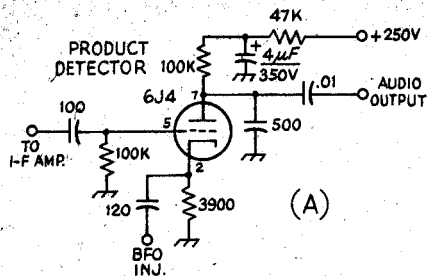 47K
+250V
PRODUCT
DETECTOR
100K
+
4µF
350V
6J4
7
.01
AUDIO
OUTPUT
100
5
500
TO
I-F AMP.
100K
2
120
3900
(A)
BFO
INJ.